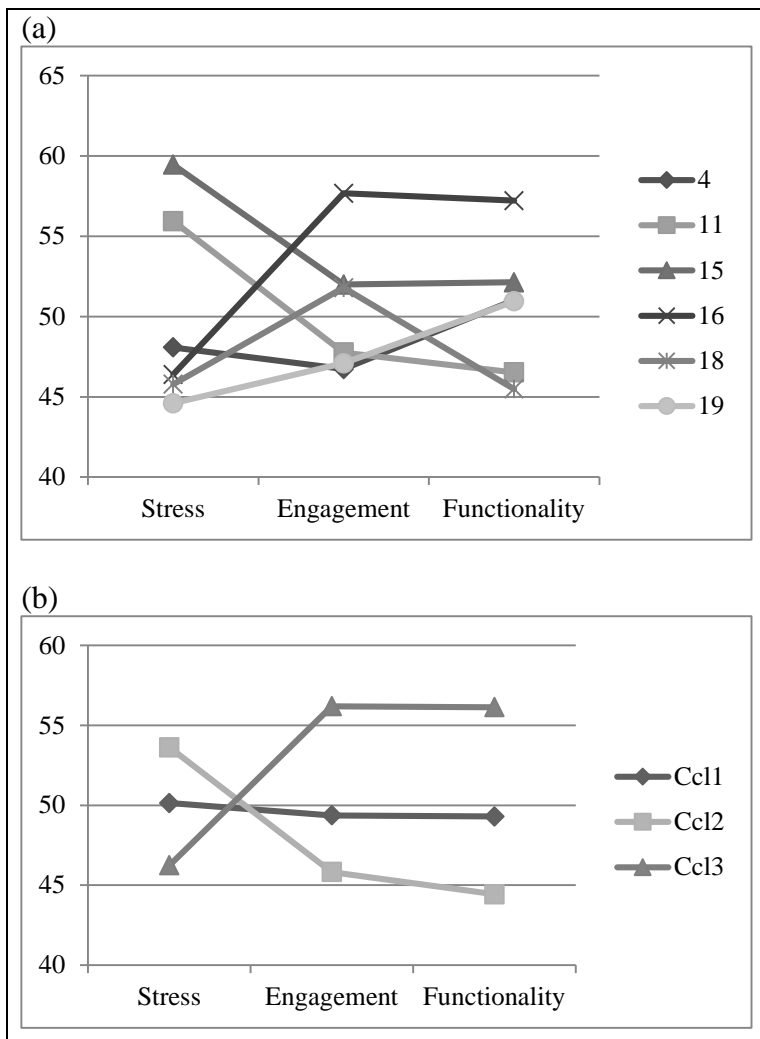 (a)
65
60
55
50
45
40
Stress Engagement Functionality
4
11
15
16
18
19
(b)
60
55
50
45
40
Stress Engagement Functionality
Ccl1
Ccl2
Ccl3